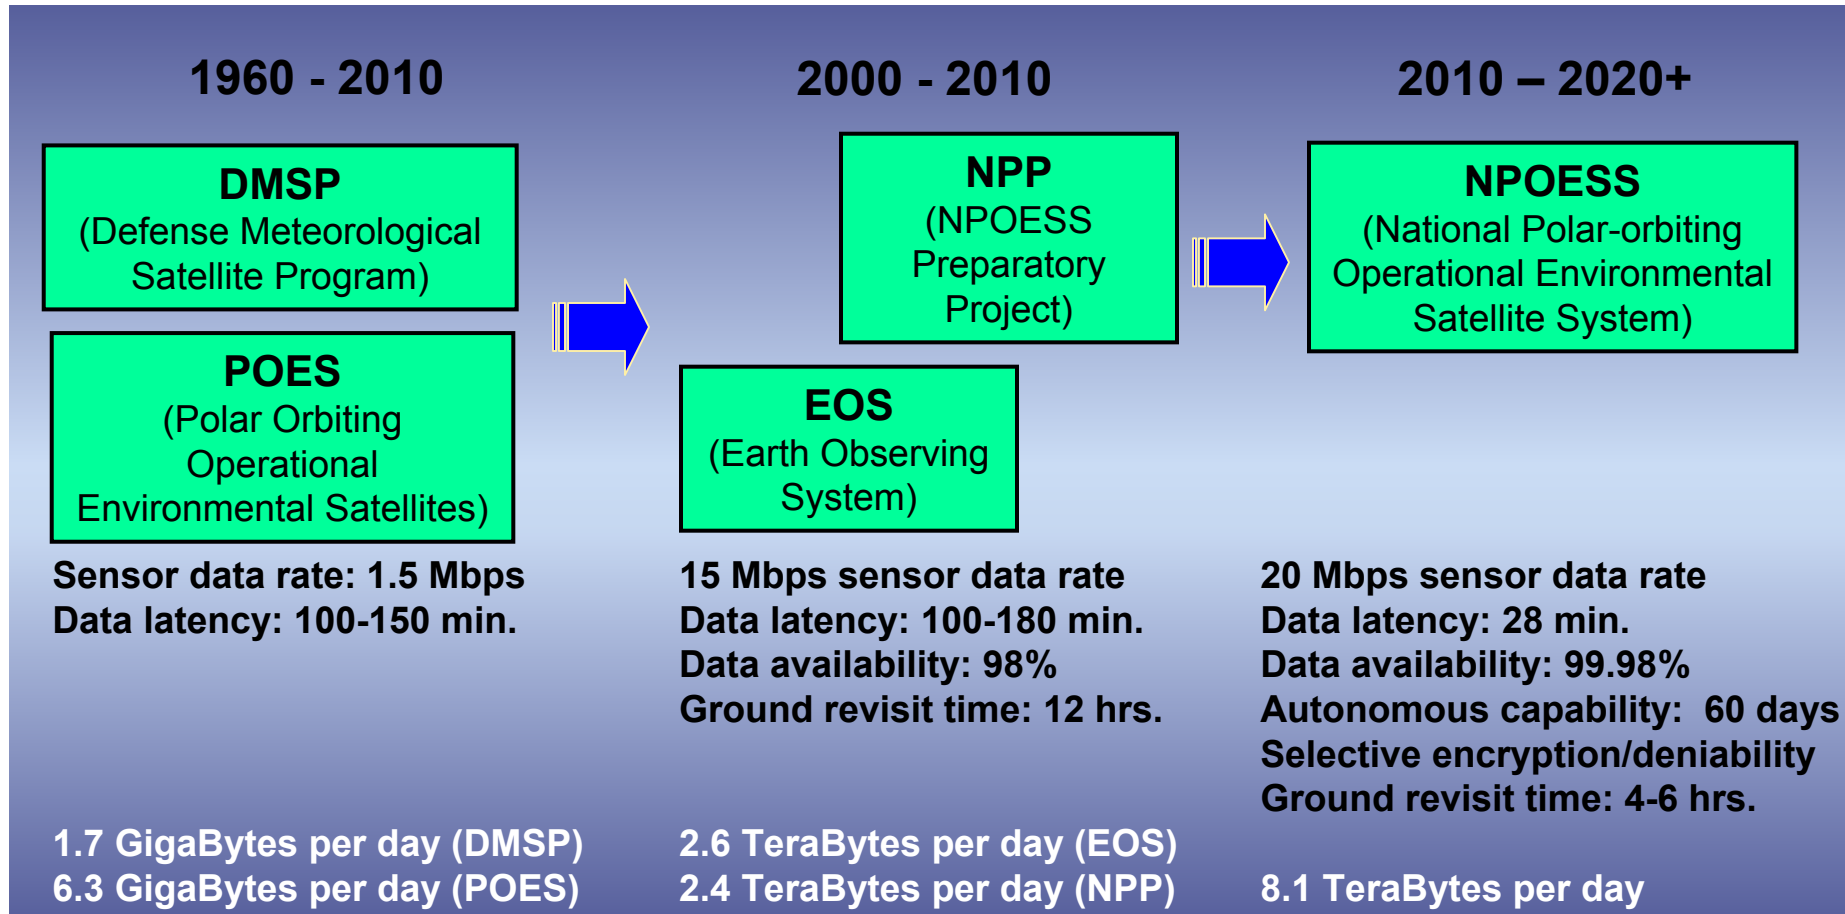 1960 - 2010
DMSP
(Defense Meteorological
Satellite Program)
POES
(Polar Orbiting
Operational
Environmental Satellites)
Sensor data rate: 1.5 Mbps
Data latency: 100-150 min.
1.7 GigaBytes per day (DMSP)
6.3 GigaBytes per day (POES)
2000 - 2010
NPP
(NPOESS
Preparatory
Project)
EOS
(Earth Observing
System)
15 Mbps sensor data rate
Data latency: 100-180 min.
Data availability: 98%
Ground revisit time: 12 hrs.
2.6 TeraBytes per day (EOS)
2.4 TeraBytes per day (NPP)
2010 – 2020+
NPOESS
(National Polar-orbiting
Operational Environmental
Satellite System)
20 Mbps sensor data rate
Data latency: 28 min.
Data availability: 99.98%
Autonomous capability:  60 days
Selective encryption/deniability
Ground revisit time: 4-6 hrs.
8.1 TeraBytes per day